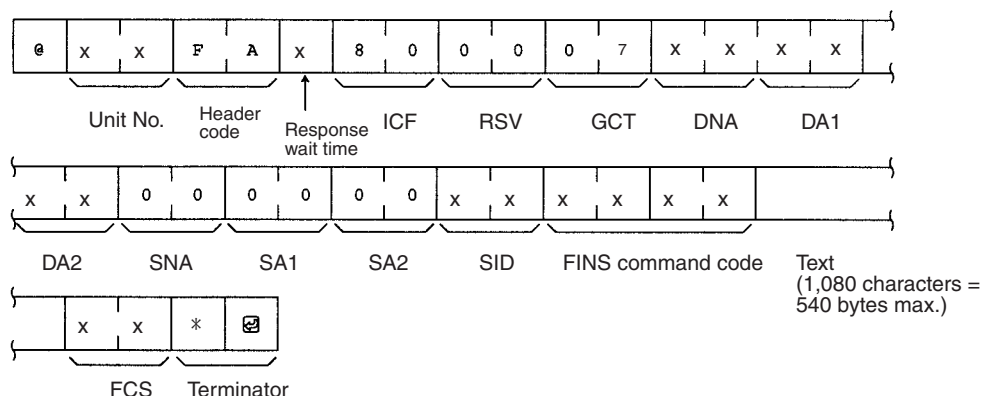 @ x x F A x 8 0 0 0 0 7 x x x x
Unit No. Header code Response wait time ICF RSV GCT DNA DA1
x x 0 0 0 0 0 0 x x x x x x
DA2 SNA SA1 SA2 SID FINS command code Text
(1,080 characters =
540 bytes max.)
x x * ↵
FCS Terminator